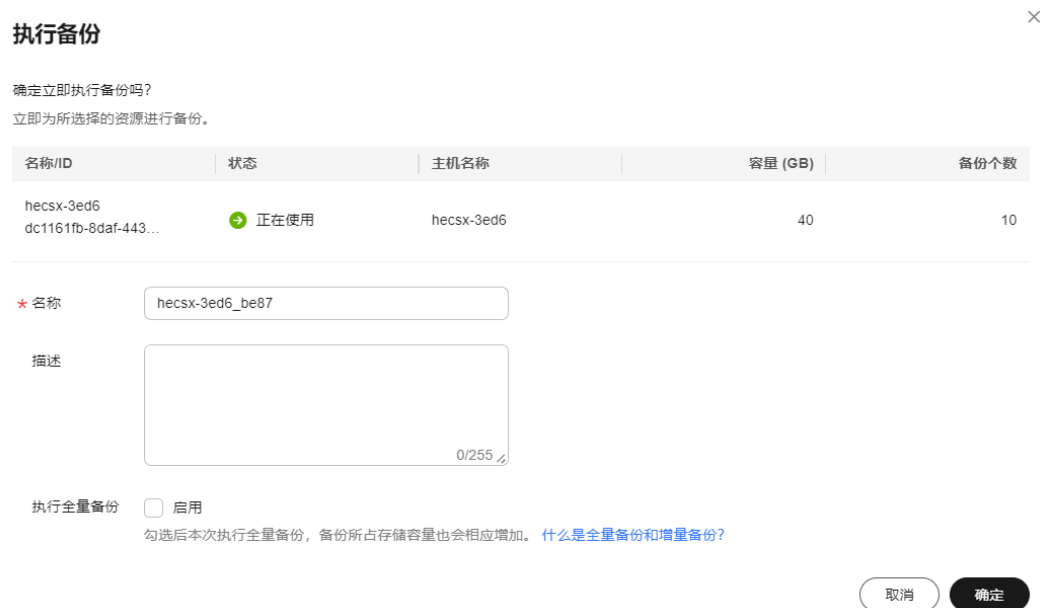 执行备份
确定立即执行备份吗?
立即为所选择的资源进行备份。
名称/ID 状态 主机名称 容量 (GB) 备份个数
hecsx-3ed6
dc1161fb-8daf-443... 正在使用 hecsx-3ed6 40 10
* 名称 hecsx-3ed6_be87
描述
0/255
执行全量备份 启用
勾选后本次执行全量备份，备份所占存储容量也会相应增加。 什么是全量备份和增量备份?
取消 确定